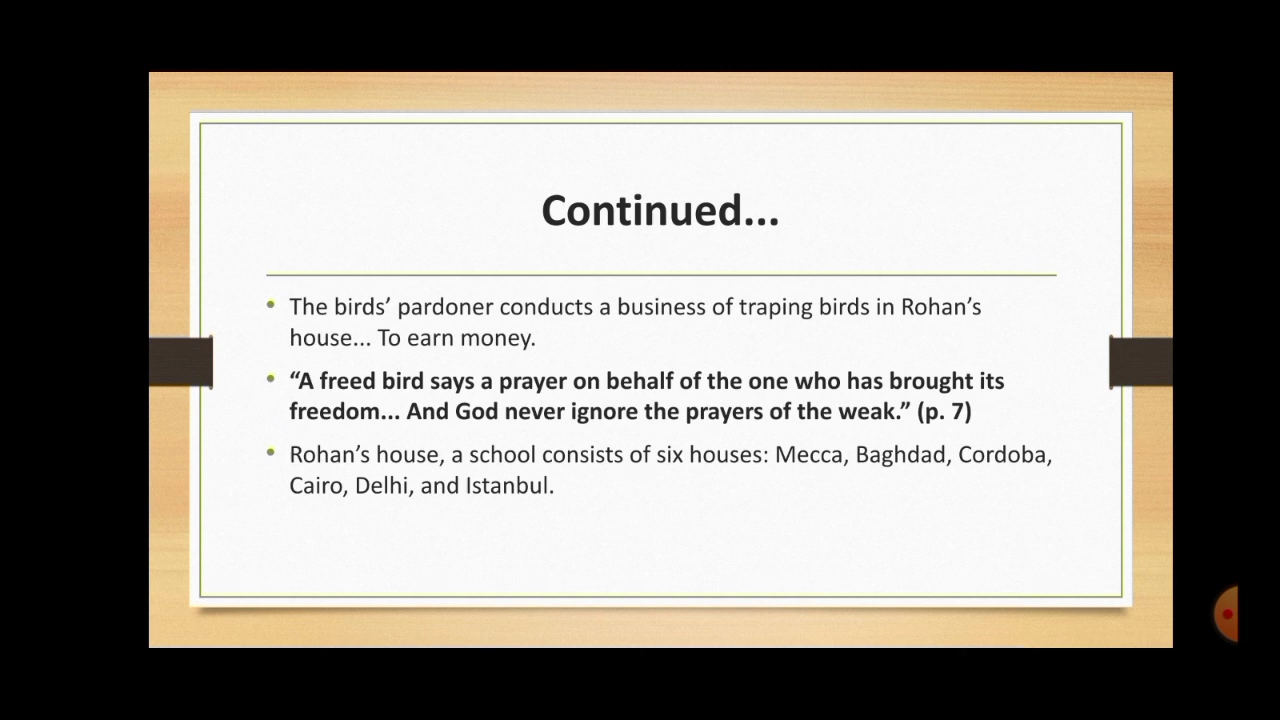 Continued...
• The birds’ pardoner conducts a business of traping birds in Rohan’s
house... To earn money.
• “A freed bird says a prayer on behalf of the one who has brought its
freedom... And God never ignore the prayers of the weak.” (p. 7)
• Rohan’s house, a school consists of six houses: Mecca, Baghdad, Cordoba,
Cairo, Delhi, and Istanbul.